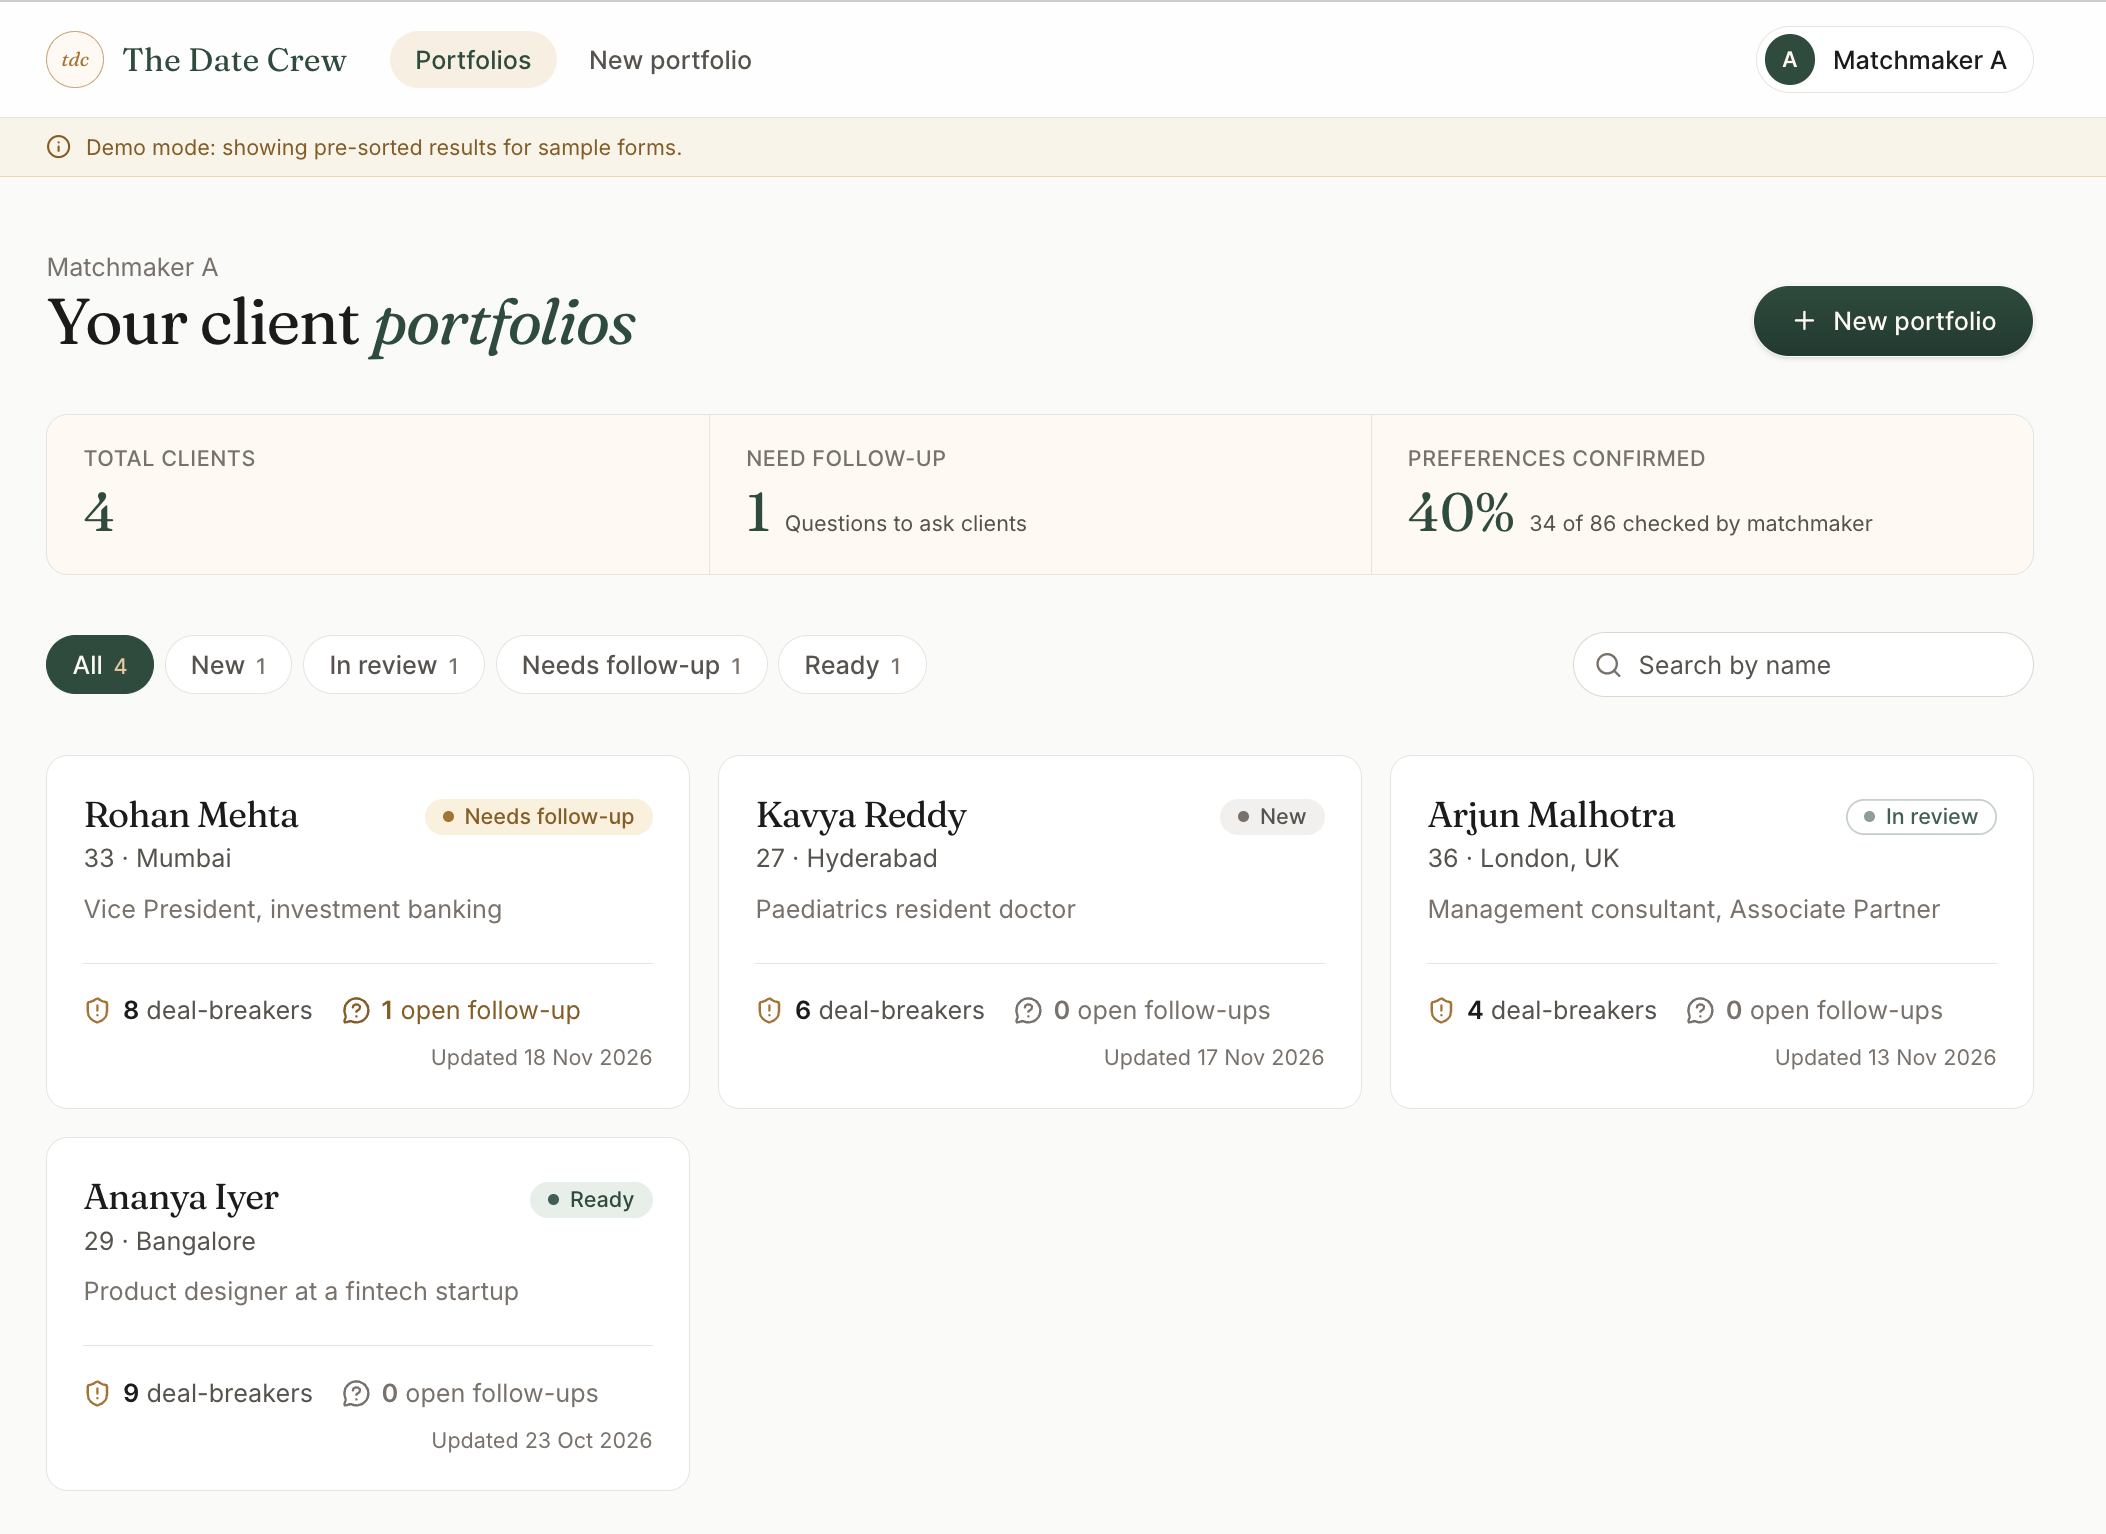 tdc The Date Crew Portfolios New portfolio A Matchmaker A
Demo mode: showing pre-sorted results for sample forms.
Matchmaker A
Your client portfolios
+ New portfolio
TOTAL CLIENTS
4
NEED FOLLOW-UP
1 Questions to ask clients
PREFERENCES CONFIRMED
40% 34 of 86 checked by matchmaker
All 4 New 1 In review 1 Needs follow-up 1 Ready 1 Search by name
Rohan Mehta Needs follow-up
33 · Mumbai
Vice President, investment banking
8 deal-breakers 1 open follow-up
Updated 18 Nov 2026
Kavya Reddy New
27 · Hyderabad
Paediatrics resident doctor
6 deal-breakers 0 open follow-ups
Updated 17 Nov 2026
Arjun Malhotra In review
36 · London, UK
Management consultant, Associate Partner
4 deal-breakers 0 open follow-ups
Updated 13 Nov 2026
Ananya Iyer Ready
29 · Bangalore
Product designer at a fintech startup
9 deal-breakers 0 open follow-ups
Updated 23 Oct 2026